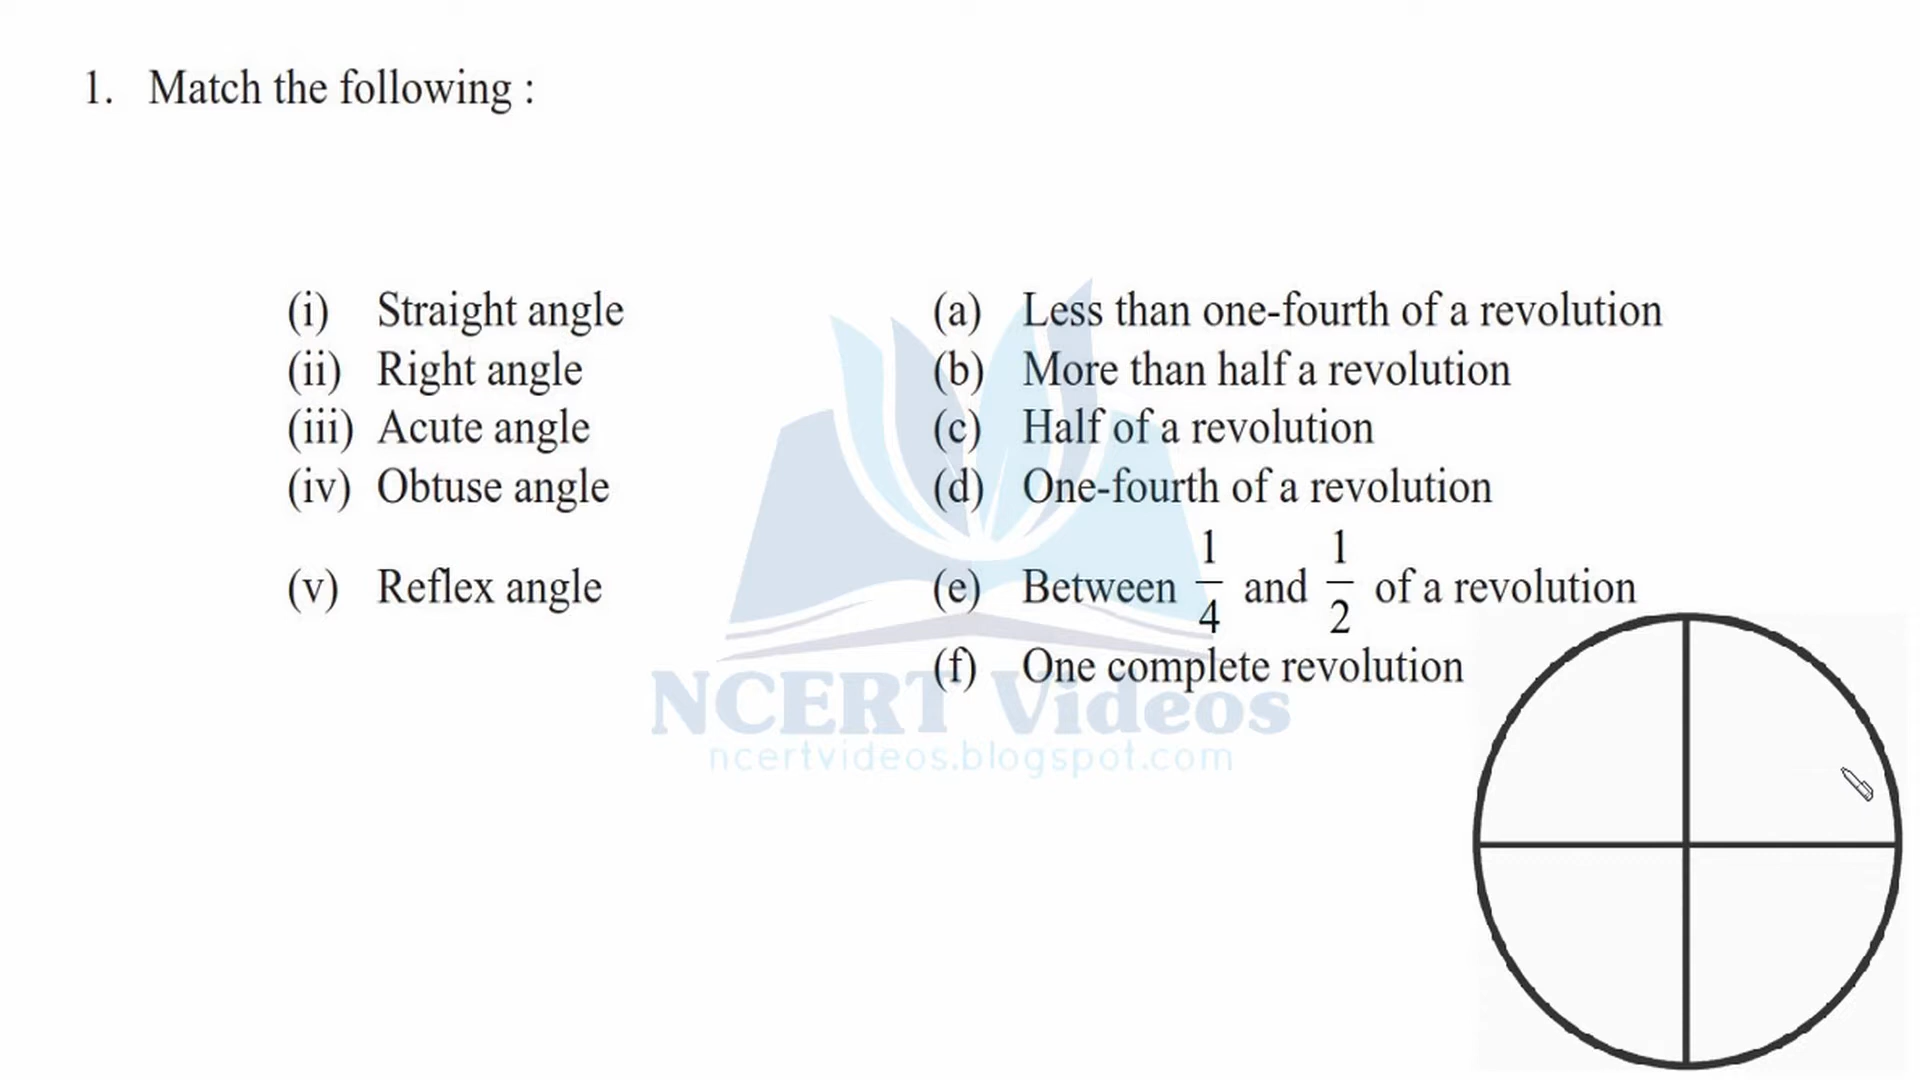 1. Match the following :
(i) Straight angle (a) Less than one-fourth of a revolution
(ii) Right angle (b) More than half a revolution
(iii) Acute angle (c) Half of a revolution
(iv) Obtuse angle (d) One-fourth of a revolution
(v) Reflex angle (e) Between 1/4 and 1/2 of a revolution
(f) One complete revolution
NCERT Videos
ncertvideos.blogspot.com